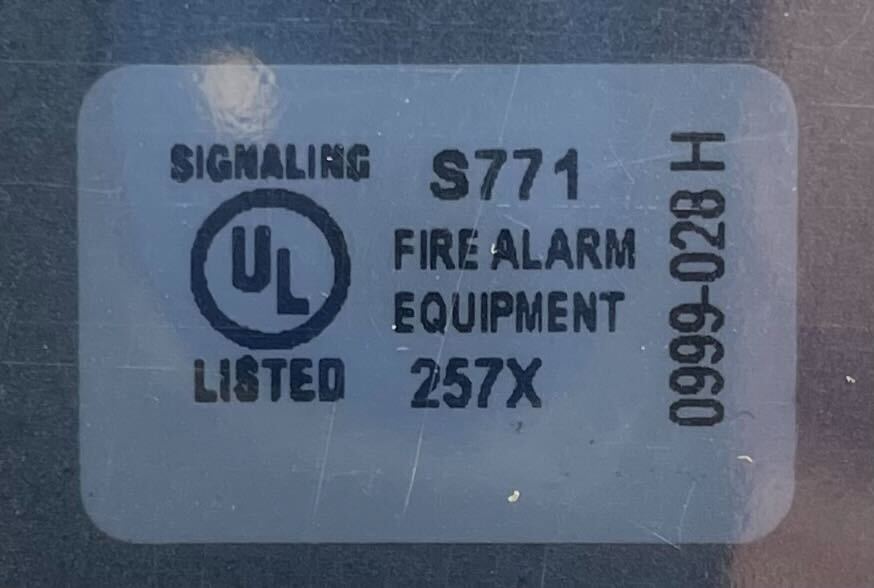 SIGNALING
UL
LISTED
S771
FIRE ALARM
EQUIPMENT
257X
0999-028 H